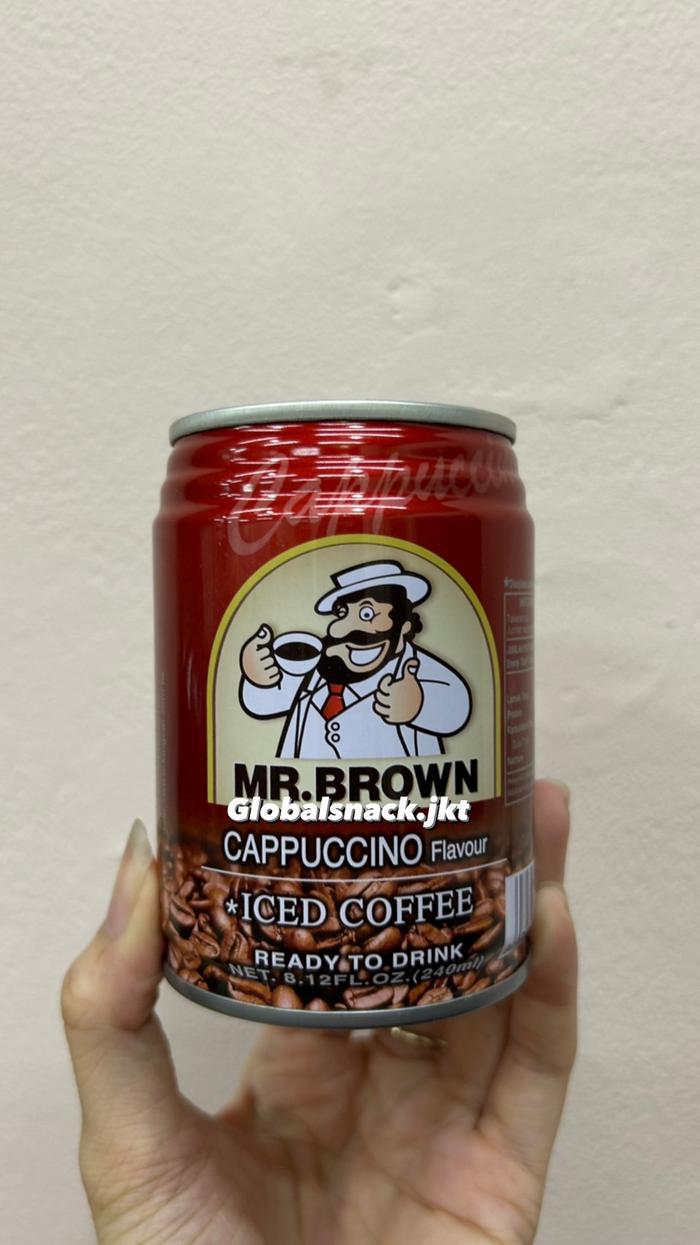 Cappuccino
MR.BROWN
Globalsnack.jkt
CAPPUCCINO Flavour
*ICED COFFEE
READY TO DRINK
NET. 8.12FL.OZ.(240ml)